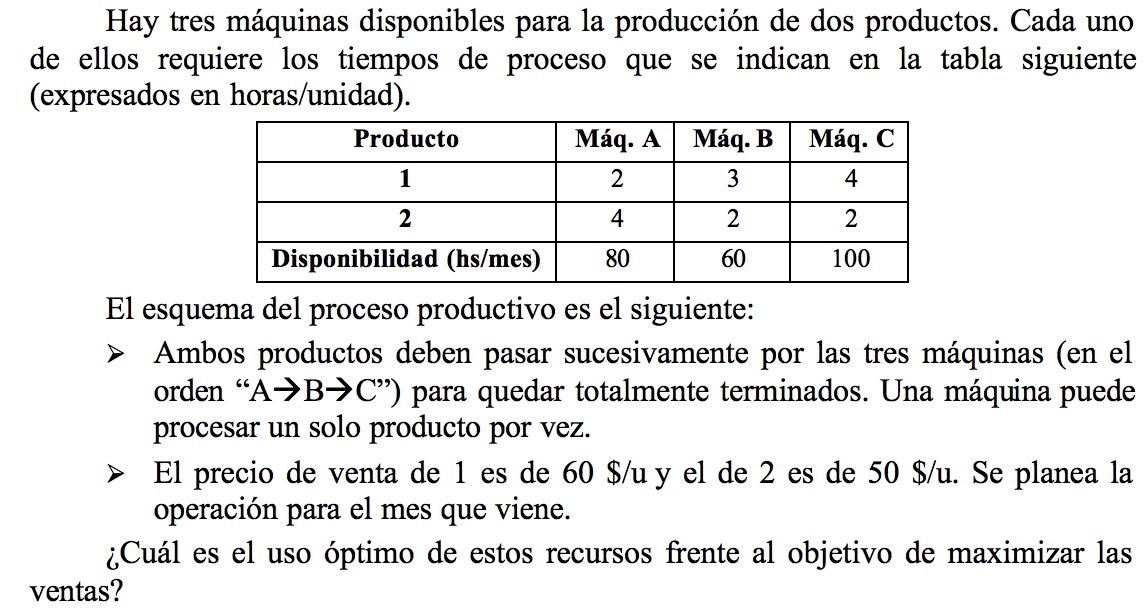 Hay tres máquinas disponibles para la producción de dos productos. Cada uno
de ellos requiere los tiempos de proceso que se indican en la tabla siguiente
(expresados en horas/unidad).
Producto Máq. A Máq. B Máq. C
1 2 3 4
2 4 2 2
Disponibilidad (hs/mes) 80 60 100
El esquema del proceso productivo es el siguiente:
➢ Ambos productos deben pasar sucesivamente por las tres máquinas (en el
orden “A→B→C”) para quedar totalmente terminados. Una máquina puede
procesar un solo producto por vez.
➢ El precio de venta de 1 es de 60 $/u y el de 2 es de 50 $/u. Se planea la
operación para el mes que viene.
¿Cuál es el uso óptimo de estos recursos frente al objetivo de maximizar las
ventas?